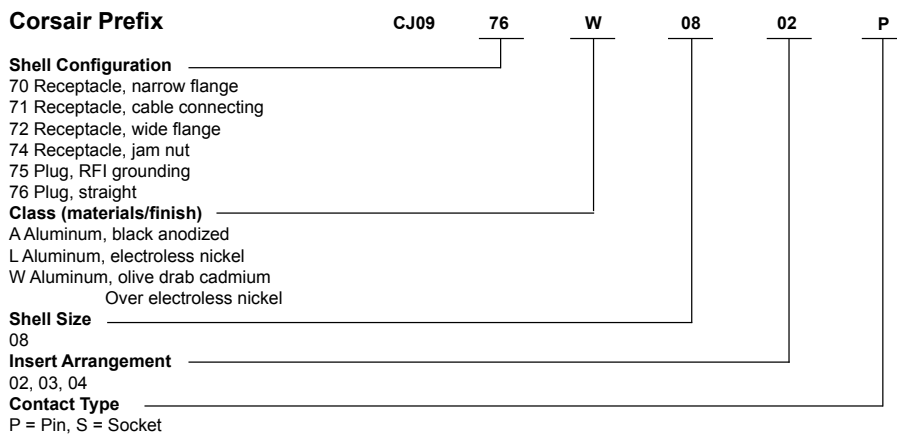 Corsair Prefix CJ09 76 W 08 02 P
Shell Configuration
70 Receptacle, narrow flange
71 Receptacle, cable connecting
72 Receptacle, wide flange
74 Receptacle, jam nut
75 Plug, RFI grounding
76 Plug, straight
Class (materials/finish)
A Aluminum, black anodized
L Aluminum, electroless nickel
W Aluminum, olive drab cadmium
Over electroless nickel
Shell Size
08
Insert Arrangement
02, 03, 04
Contact Type
P = Pin, S = Socket